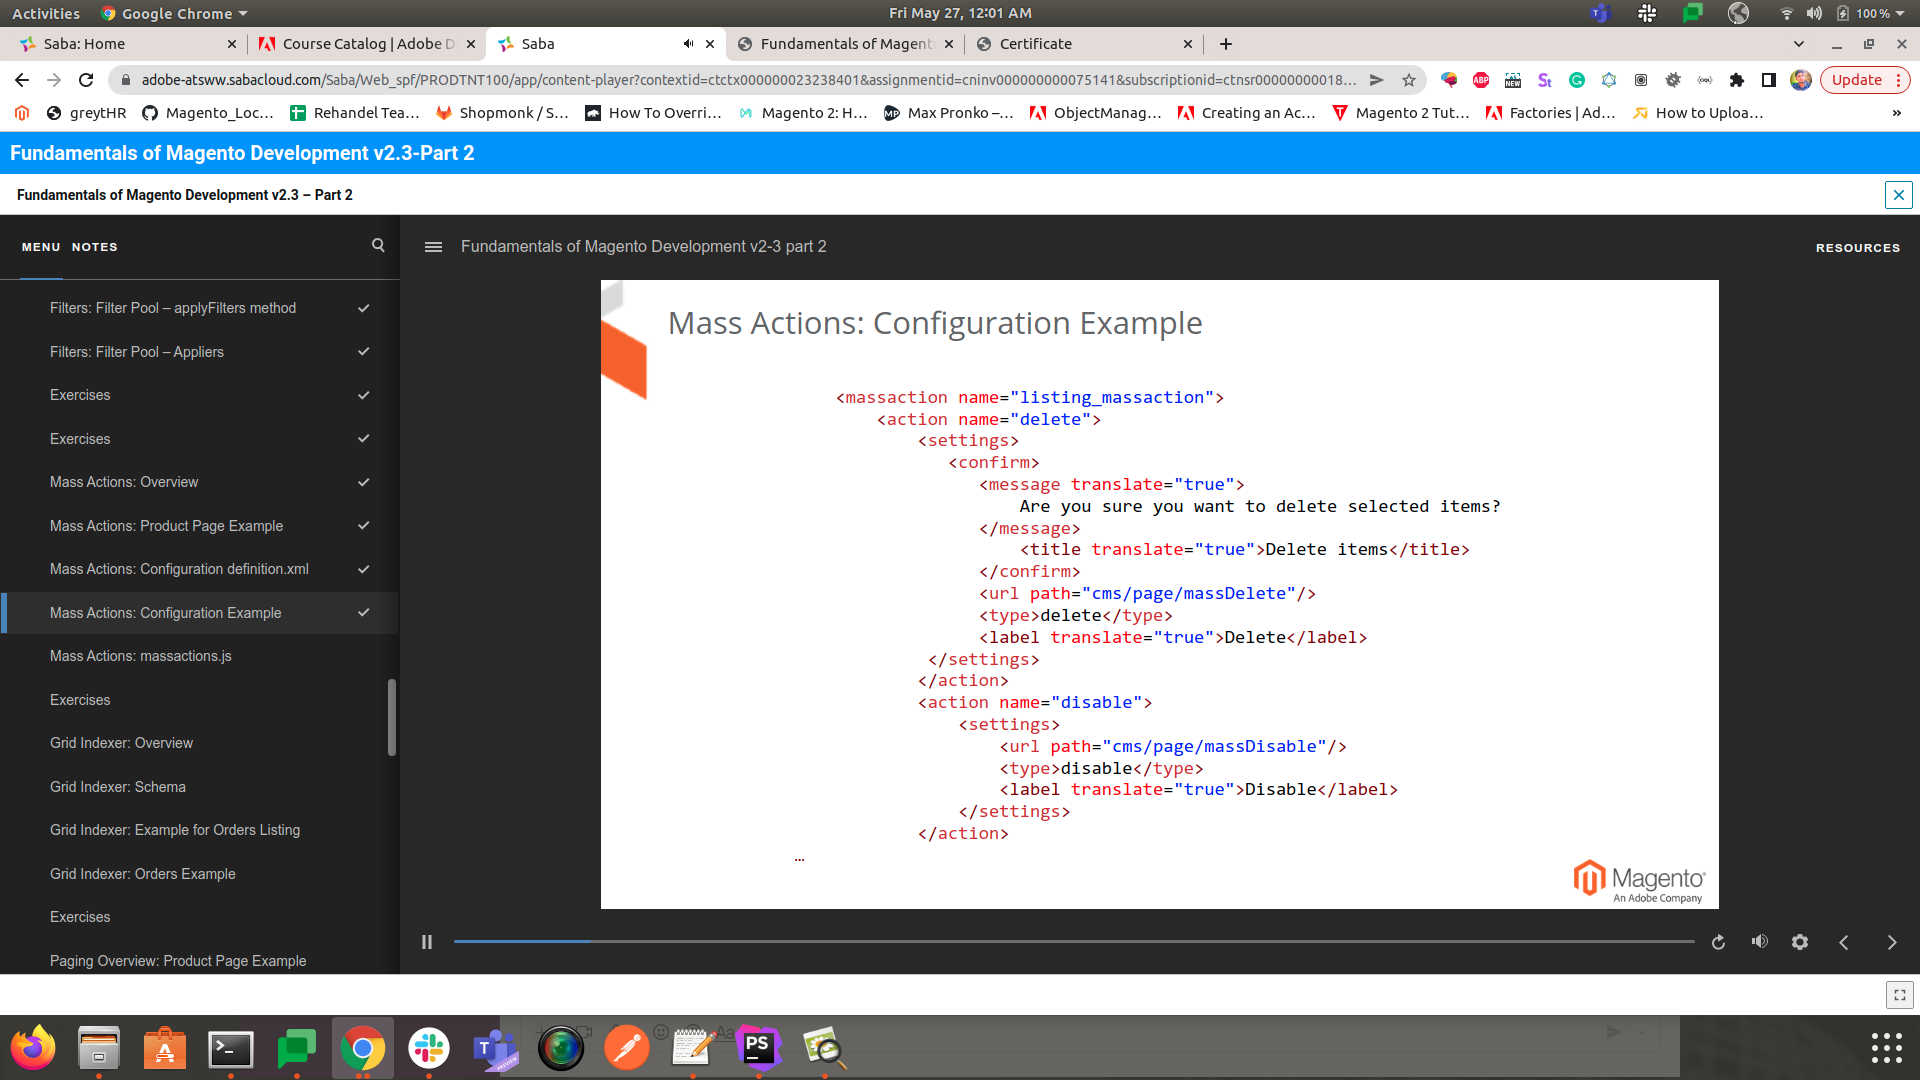 Activities
Google Chrome
Fri May 27, 12:01 AM
100 %
Saba: Home
Course Catalog | Adobe D
Saba
Fundamentals of Magent
Certificate
adobe-atsww.sabacloud.com/Saba/Web_spf/PRODTNT100/app/content-player?contextid=ctctx000000023238401&assignmentid=cninv000000000075141&subscriptionid=ctnsr00000000018...
ABP
NEW
St
Update
greytHR
Magento_Loc...
Rehandel Tea...
Shopmonk / S...
How To Overri...
Magento 2: H...
Max Pronko –...
ObjectManag...
Creating an Ac...
Magento 2 Tut...
Factories | Ad...
How to Uploa...
»
Fundamentals of Magento Development v2.3-Part 2
Fundamentals of Magento Development v2.3 – Part 2
MENU NOTES
Fundamentals of Magento Development v2-3 part 2
RESOURCES
Filters: Filter Pool – applyFilters method
Filters: Filter Pool – Appliers
Exercises
Exercises
Mass Actions: Overview
Mass Actions: Product Page Example
Mass Actions: Configuration definition.xml
Mass Actions: Configuration Example
Mass Actions: massactions.js
Exercises
Grid Indexer: Overview
Grid Indexer: Schema
Grid Indexer: Example for Orders Listing
Grid Indexer: Orders Example
Exercises
Paging Overview: Product Page Example
Mass Actions: Configuration Example
<massaction name="listing_massaction">
<action name="delete">
<settings>
<confirm>
<message translate="true">
Are you sure you want to delete selected items?
</message>
<title translate="true">Delete items</title>
</confirm>
<url path="cms/page/massDelete"/>
<type>delete</type>
<label translate="true">Delete</label>
</settings>
</action>
<action name="disable">
<settings>
<url path="cms/page/massDisable"/>
<type>disable</type>
<label translate="true">Disable</label>
</settings>
</action>
...
Magento
An Adobe Company
PS